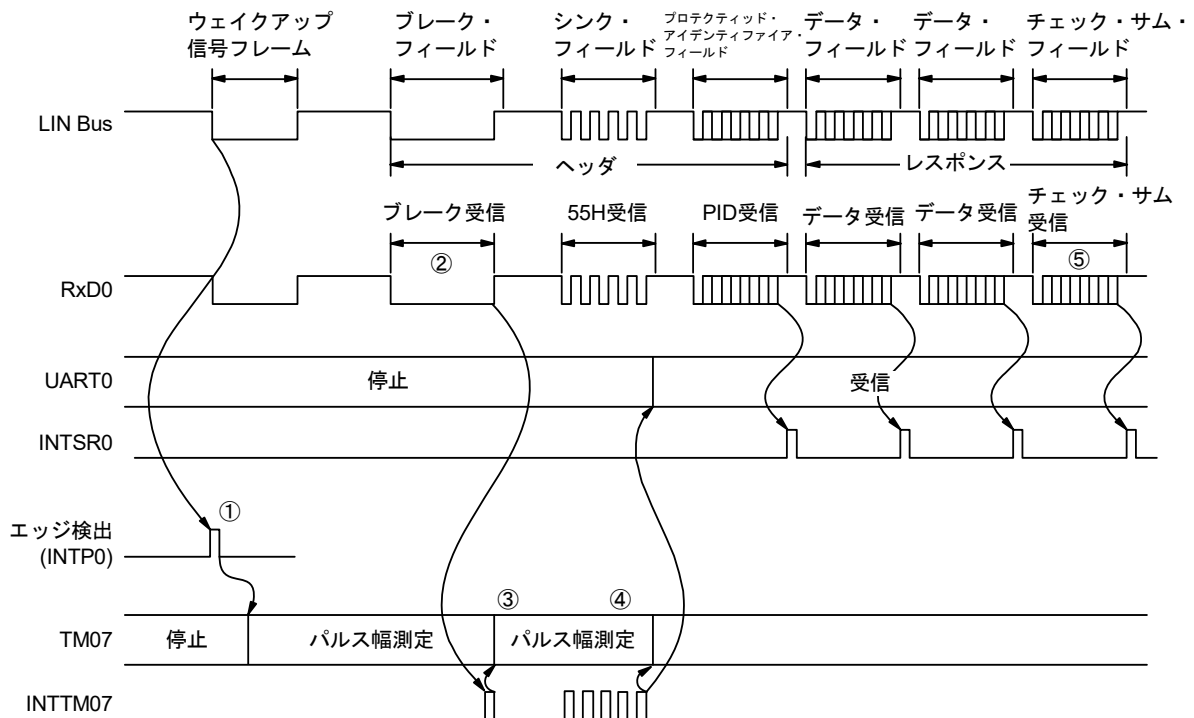 ウェイクアップ
信号フレーム
ブレーク・
フィールド
シンク・
フィールド
プロテクティッド・
アイデンティファイア・
フィールド
データ・
フィールド
データ・
フィールド
チェック・サム・
フィールド
LIN Bus
ヘッダ
レスポンス
ブレーク受信
55H受信
PID受信
データ受信
データ受信
チェック・サム
受信
②
⑤
RxD0
UART0
停止
受信
INTSR0
①
エッジ検出
(INTP0)
③
④
TM07
停止
パルス幅測定
パルス幅測定
INTTM07